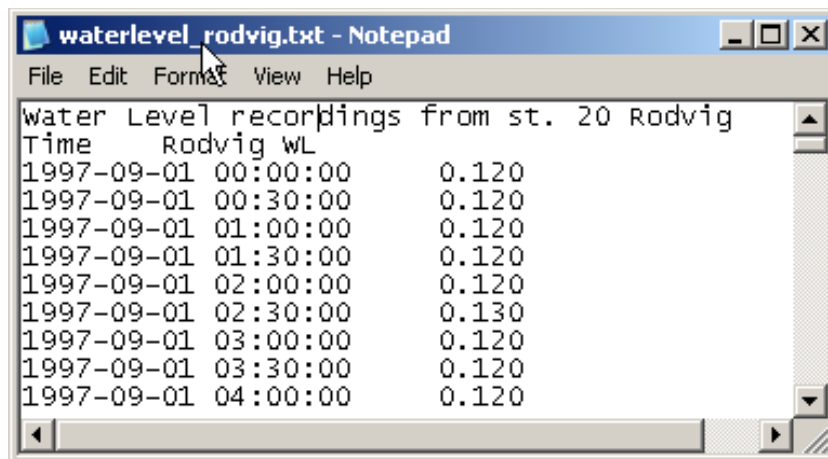 waterlevel_rodvig.txt - Notepad
File Edit Format View Help
Water Level recordings from st. 20 Rodvig
Time Rodvig WL
1997-09-01 00:00:00 0.120
1997-09-01 00:30:00 0.120
1997-09-01 01:00:00 0.120
1997-09-01 01:30:00 0.120
1997-09-01 02:00:00 0.120
1997-09-01 02:30:00 0.130
1997-09-01 03:00:00 0.120
1997-09-01 03:30:00 0.120
1997-09-01 04:00:00 0.120